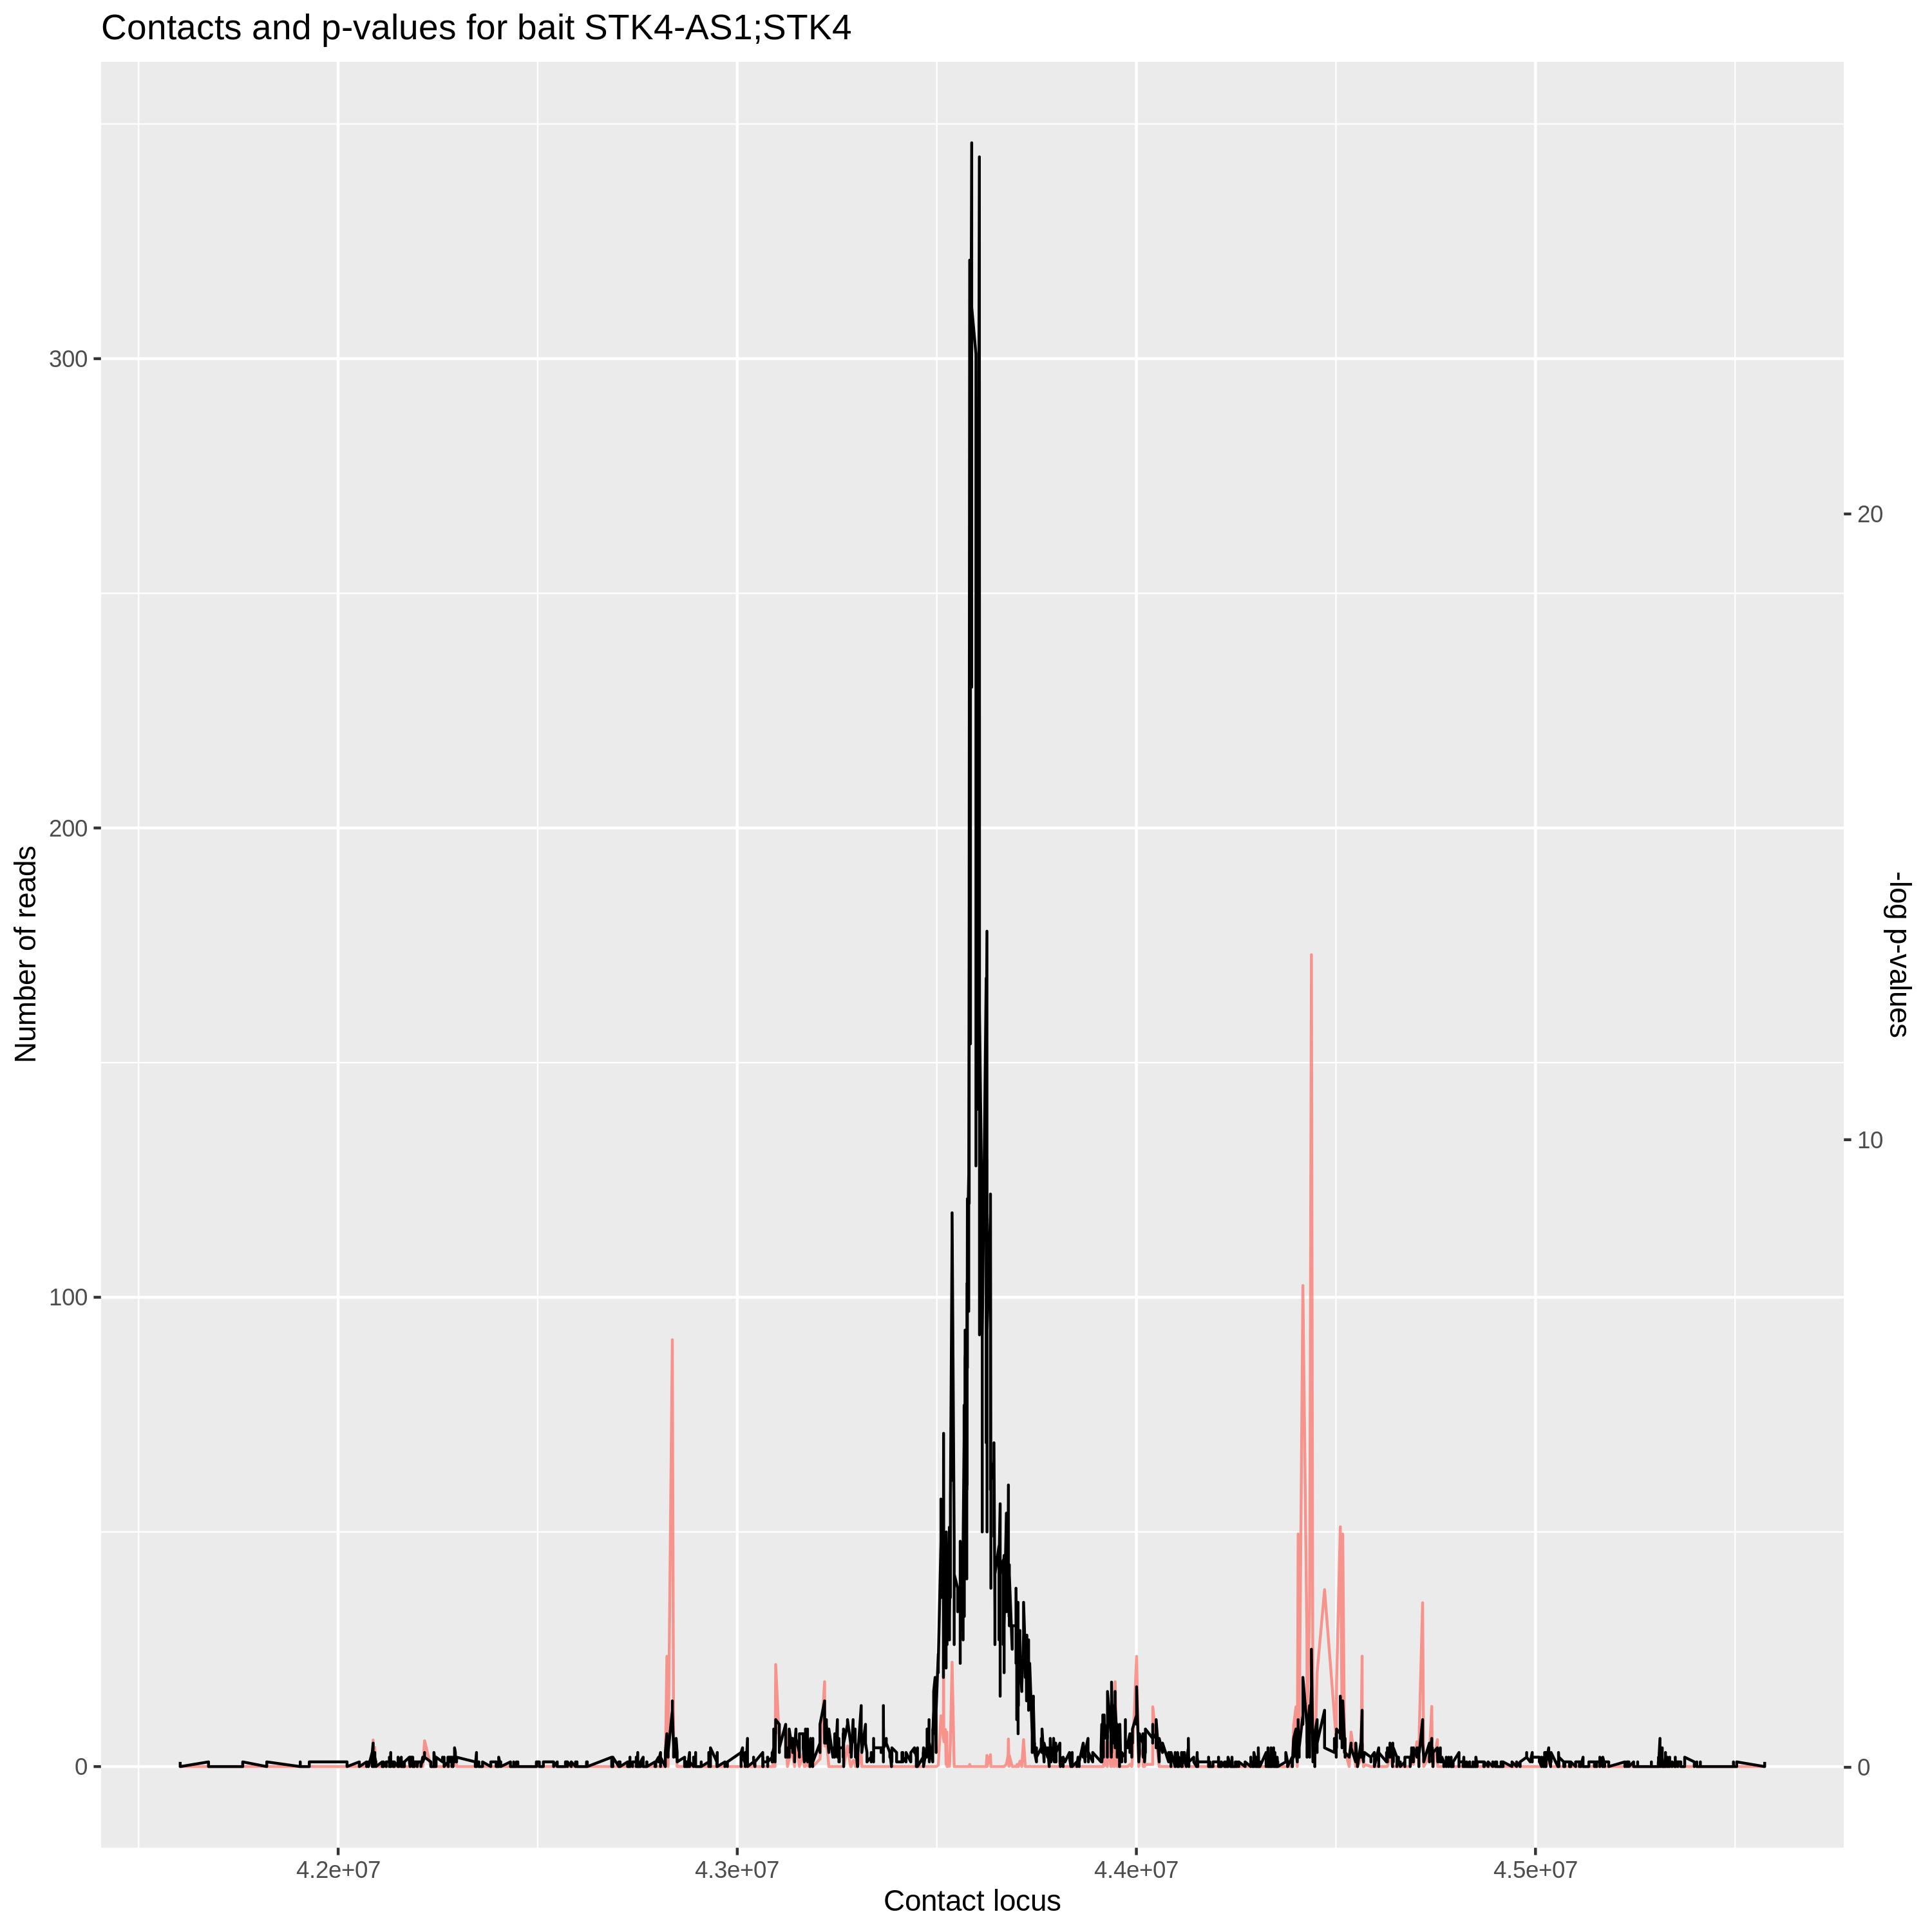 Contacts and p-values for bait STK4-AS1;STK4
300
200
100
0
Number of reads
20
10
0
-log p-values
4.2e+07
4.3e+07
4.4e+07
4.5e+07
Contact locus